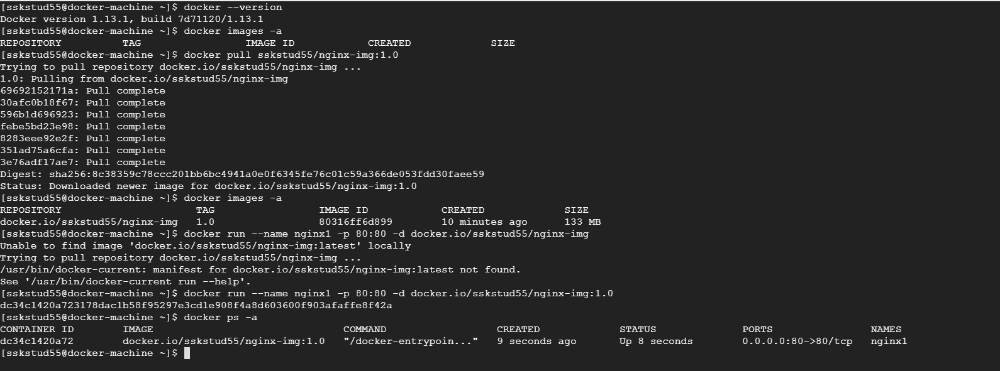 [sskstud55@docker-machine ~]$ docker --version
Docker version 1.13.1, build 7d71120/1.13.1
[sskstud55@docker-machine ~]$ docker images -a
REPOSITORY          TAG                 IMAGE ID            CREATED             SIZE
[sskstud55@docker-machine ~]$ docker pull sskstud55/nginx-img:1.0
Trying to pull repository docker.io/sskstud55/nginx-img ...
1.0: Pulling from docker.io/sskstud55/nginx-img
69692152171a: Pull complete
30afc0b18f67: Pull complete
596b1d696923: Pull complete
febe5bd23e98: Pull complete
8283eee92e2f: Pull complete
351ad75a6cfa: Pull complete
3e76adf17ae7: Pull complete
Digest: sha256:8c38359c78ccc201bb6bc4941a0e0f6345fe76c01c59a366de053fdd30faee59
Status: Downloaded newer image for docker.io/sskstud55/nginx-img:1.0
[sskstud55@docker-machine ~]$ docker images -a
REPOSITORY                      TAG                 IMAGE ID            CREATED             SIZE
docker.io/sskstud55/nginx-img   1.0                 80316ff6d899        10 minutes ago      133 MB
[sskstud55@docker-machine ~]$ docker run --name nginx1 -p 80:80 -d docker.io/sskstud55/nginx-img
Unable to find image 'docker.io/sskstud55/nginx-img:latest' locally
Trying to pull repository docker.io/sskstud55/nginx-img ...
/usr/bin/docker-current: manifest for docker.io/sskstud55/nginx-img:latest not found.
See '/usr/bin/docker-current run --help'.
[sskstud55@docker-machine ~]$ docker run --name nginx1 -p 80:80 -d docker.io/sskstud55/nginx-img:1.0
dc34c1420a723178dac1b58f95297e3cd1e908f4a8d603600f903afaffe8f42a
[sskstud55@docker-machine ~]$ docker ps -a
CONTAINER ID        IMAGE                               COMMAND                  CREATED             STATUS              PORTS                NAMES
dc34c1420a72        docker.io/sskstud55/nginx-img:1.0   "/docker-entrypoin..."   9 seconds ago       Up 8 seconds        0.0.0.0:80->80/tcp   nginx1
[sskstud55@docker-machine ~]$